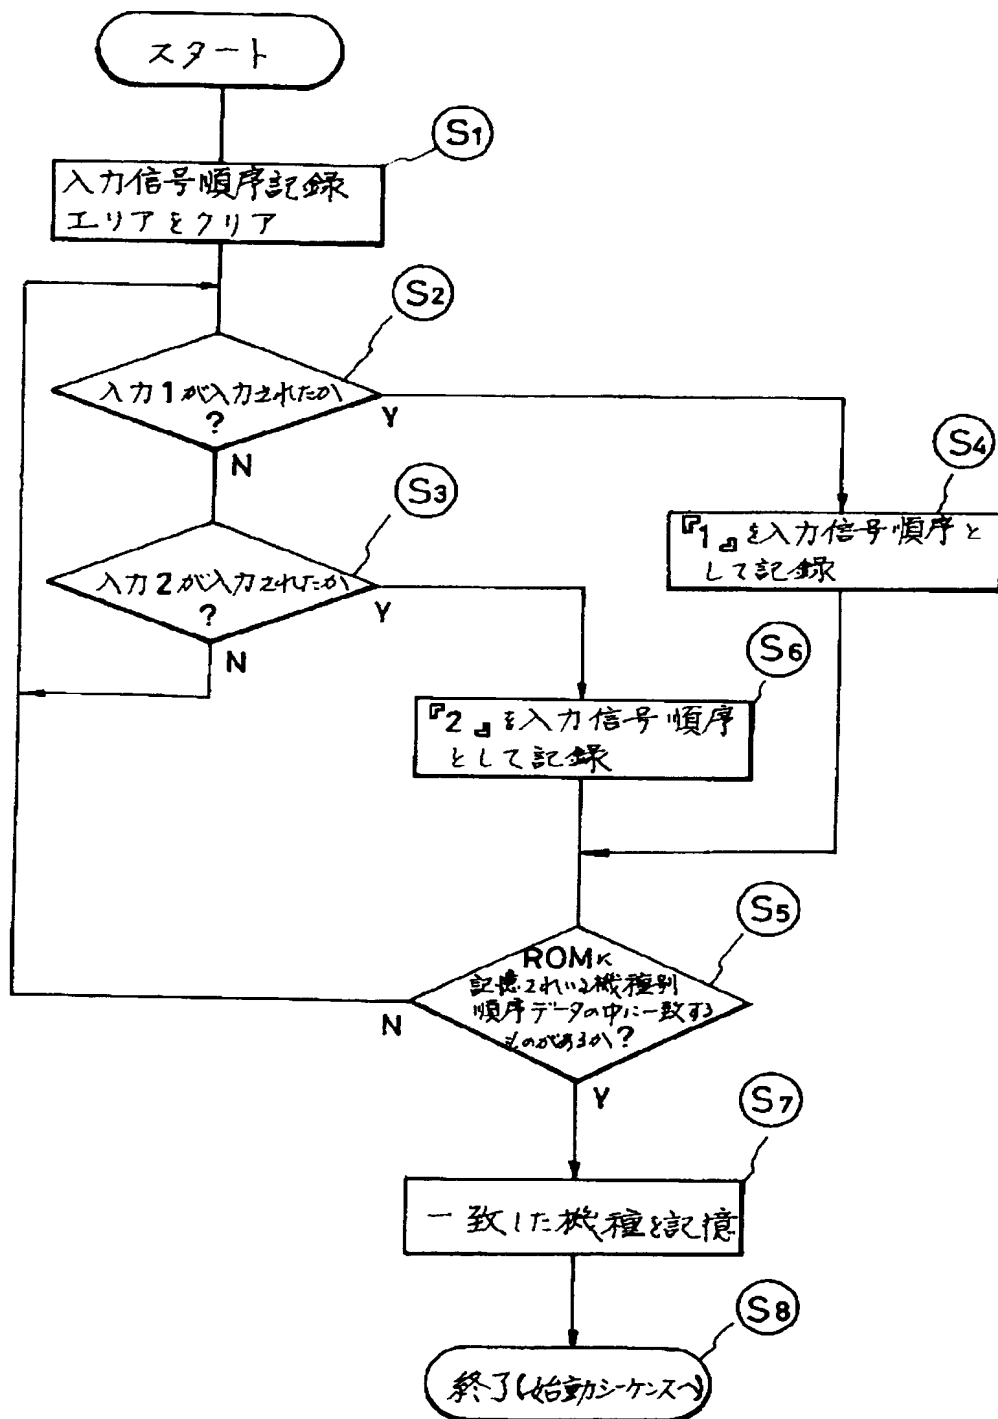 スタート
S1
入力信号順序記録
エリアをクリア
S2
入力1が入力されたか
?
Y
N
S3
入力2が入力されたか
?
Y
N
S4
『1』を入力信号順序と
して記録
S6
『2』を入力信号順序
として記録
S5
ROMに
記憶されている機種別
順序データの中に一致する
ものがあるか?
N
Y
S7
一致した機種を記憶
S8
終了(始動シーケンスへ)